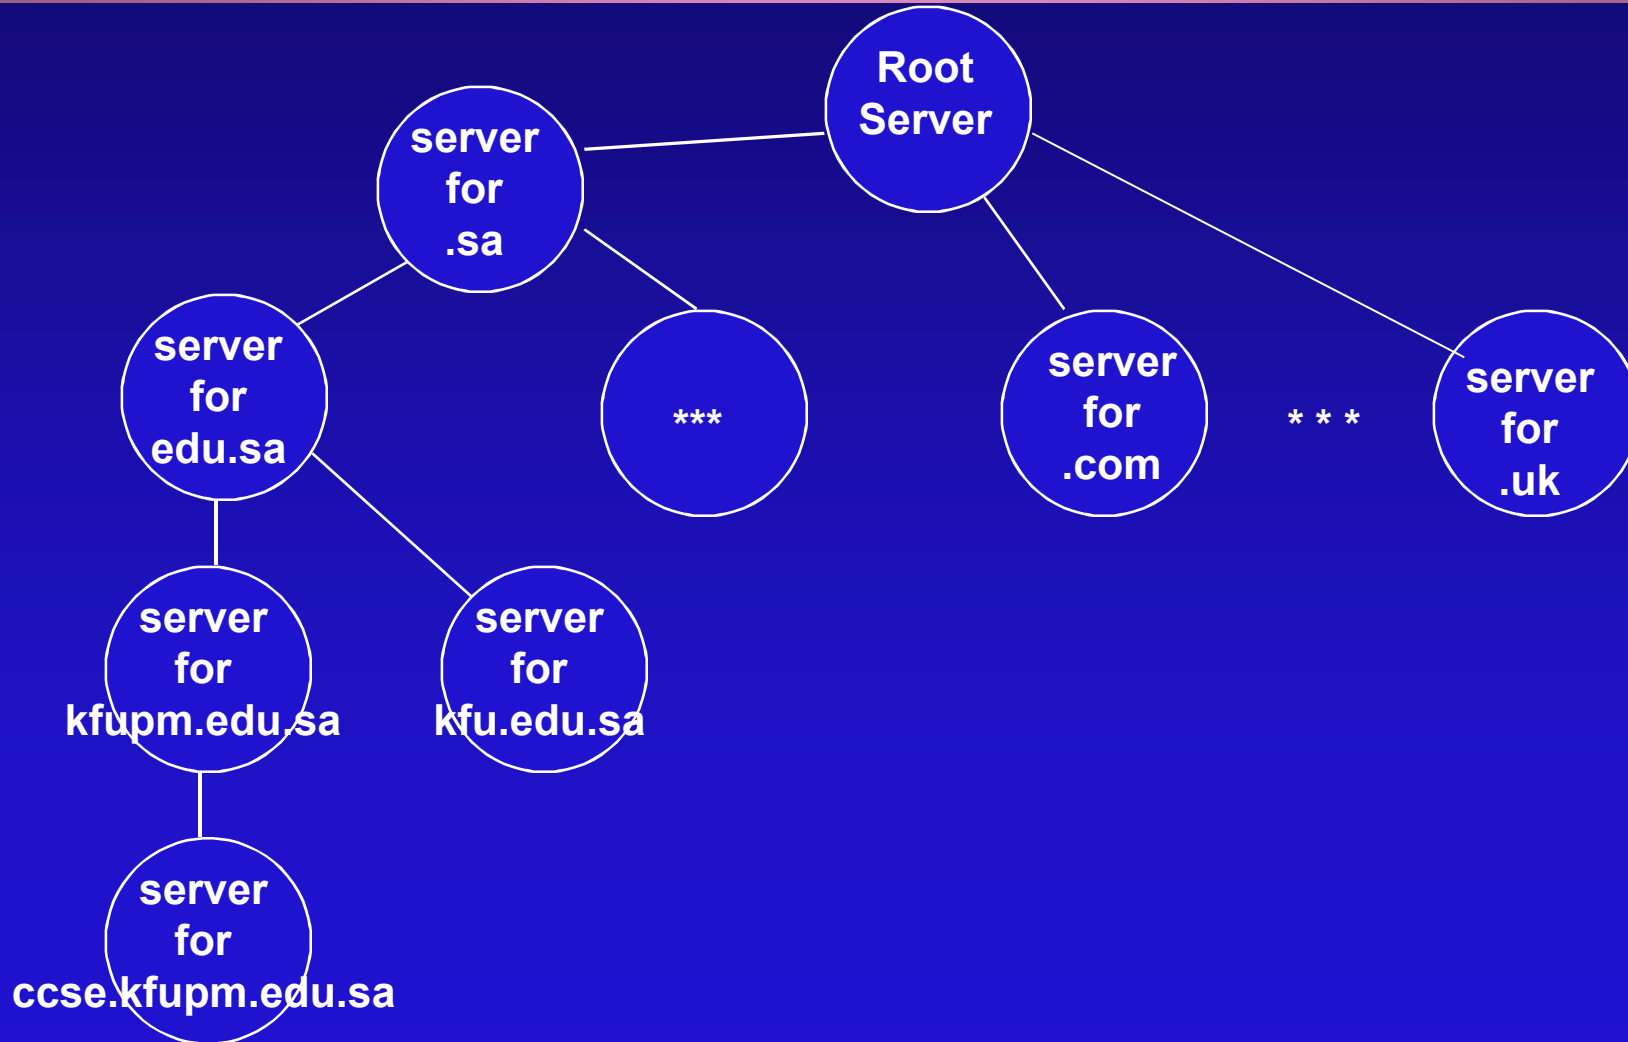 Root
Server
server
for
.sa
server
for
edu.sa
***
server
for
.com
* * *
server
for
.uk
server
for
kfupm.edu.sa
server
for
kfu.edu.sa
server
for
ccse.kfupm.edu.sa